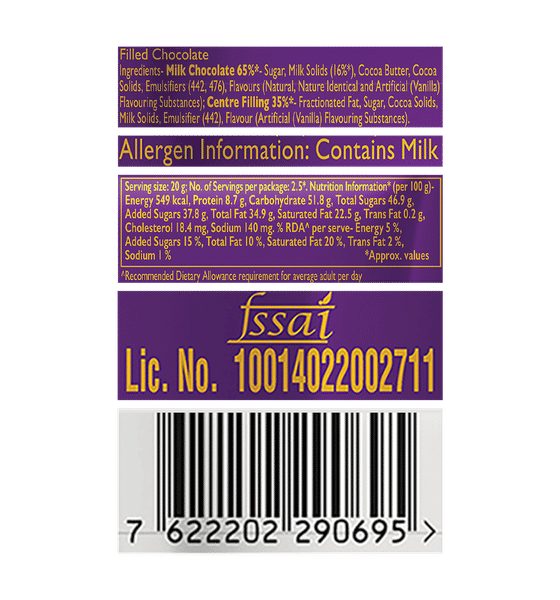 Filled Chocolate
Ingredients- Milk Chocolate 65%*- Sugar, Milk Solids (16%*), Cocoa Butter, Cocoa
Solids, Emulsifiers (442, 476), Flavours (Natural, Nature Identical and Artificial (Vanilla)
Flavouring Substances); Centre Filling 35%*- Fractionated Fat, Sugar, Cocoa Solids,
Milk Solids, Emulsifier (442), Flavour (Artificial (Vanilla) Flavouring Substances).
Allergen Information: Contains Milk
Serving size: 20 g; No. of Servings per package: 2.5*. Nutrition Information* (per 100 g)-
Energy 549 kcal, Protein 8.7 g, Carbohydrate 51.8 g, Total Sugars 46.9 g,
Added Sugars 37.8 g, Total Fat 34.9 g, Saturated Fat 22.5 g, Trans Fat 0.2 g,
Cholesterol 18.4 mg, Sodium 140 mg. % RDA^ per serve- Energy 5 %,
Added Sugars 15 %, Total Fat 10 %, Saturated Fat 20 %, Trans Fat 2 %,
Sodium 1 % *Approx. values
^Recommended Dietary Allowance requirement for average adult per day
fssai
Lic. No. 10014022002711
7 622202 290695 >